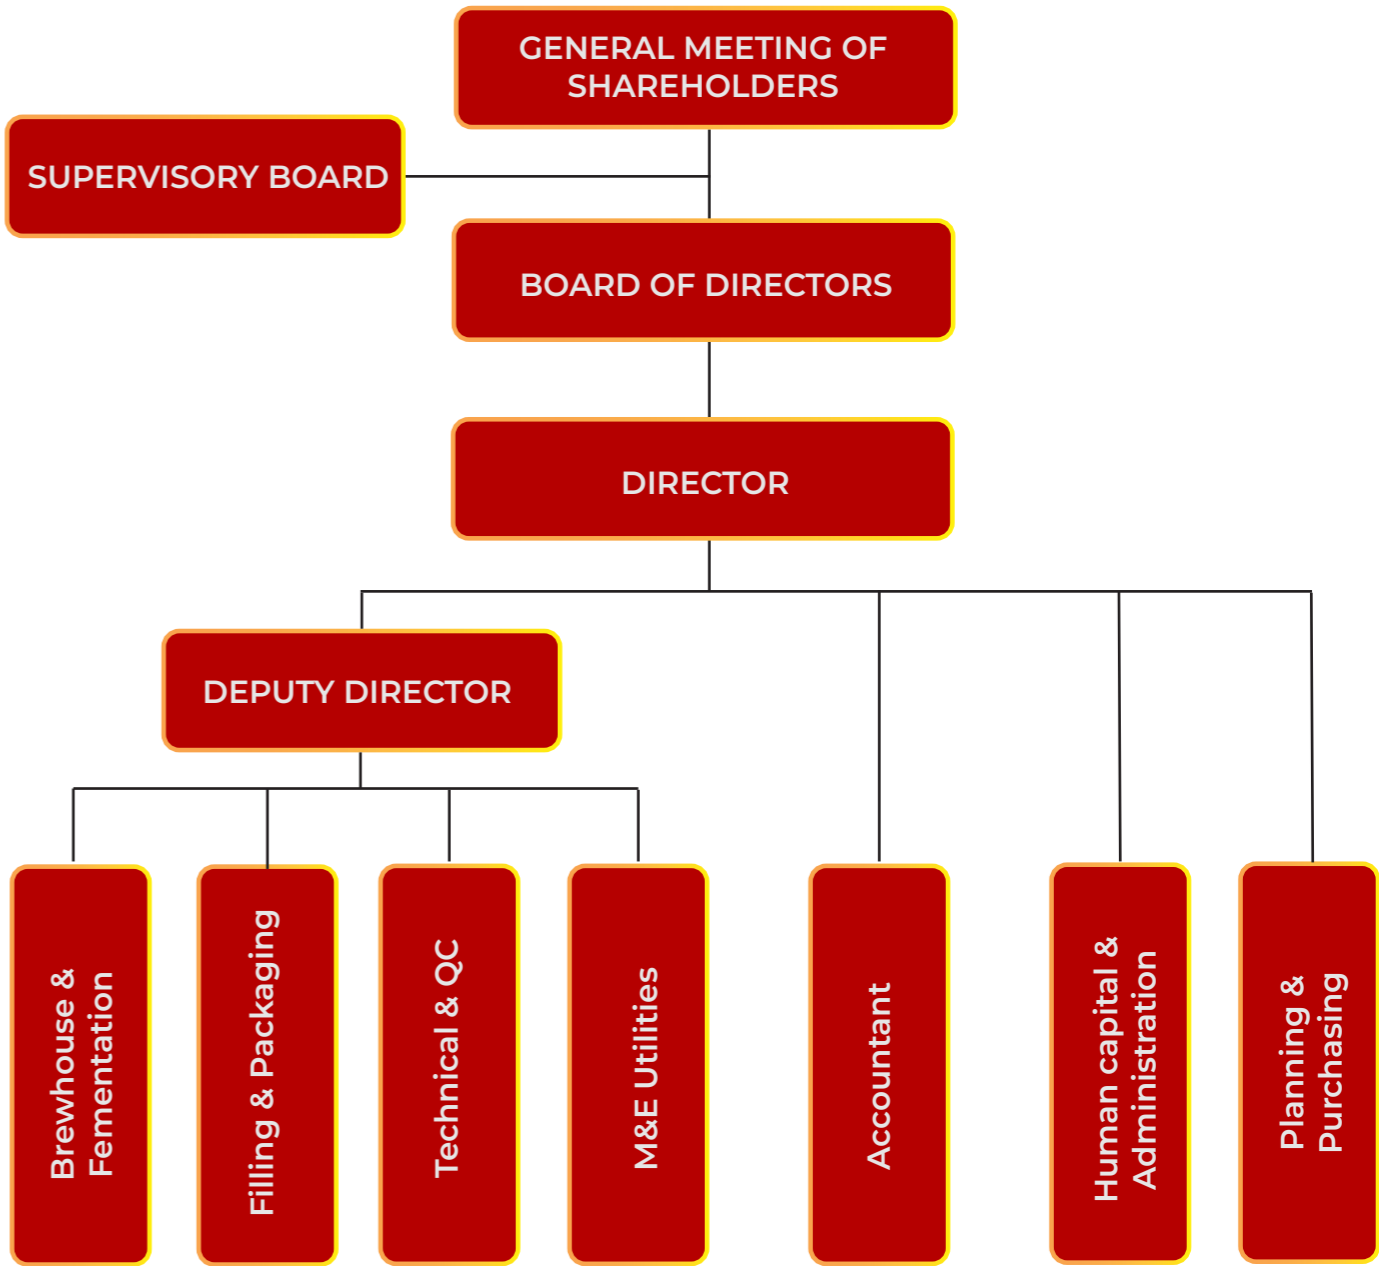 GENERAL MEETING OF
SHAREHOLDERS
SUPERVISORY BOARD
BOARD OF DIRECTORS
DIRECTOR
DEPUTY DIRECTOR
Brewhouse &
Fementation
Filling & Packaging
Technical & QC
M&E Utilities
Accountant
Human capital &
Administration
Planning &
Purchasing